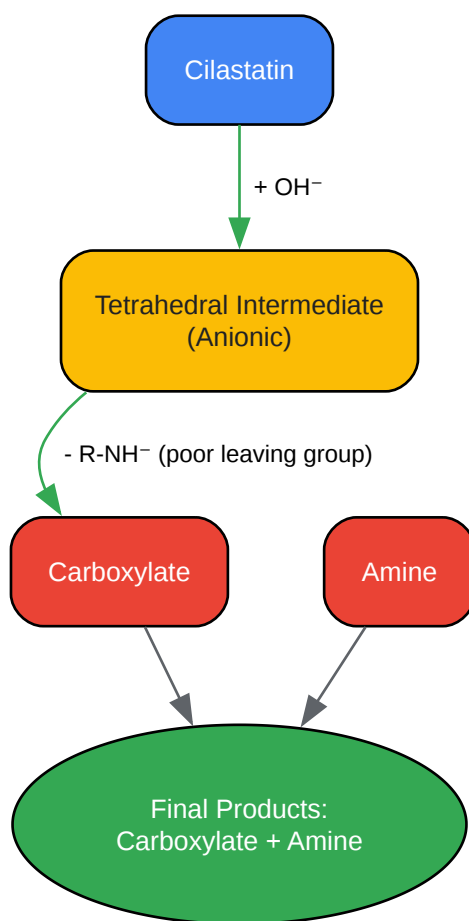 Cilastatin
+ OH⁻
Tetrahedral Intermediate
(Anionic)
- R-NH⁻ (poor leaving group)
Carboxylate
Amine
Final Products:
Carboxylate + Amine